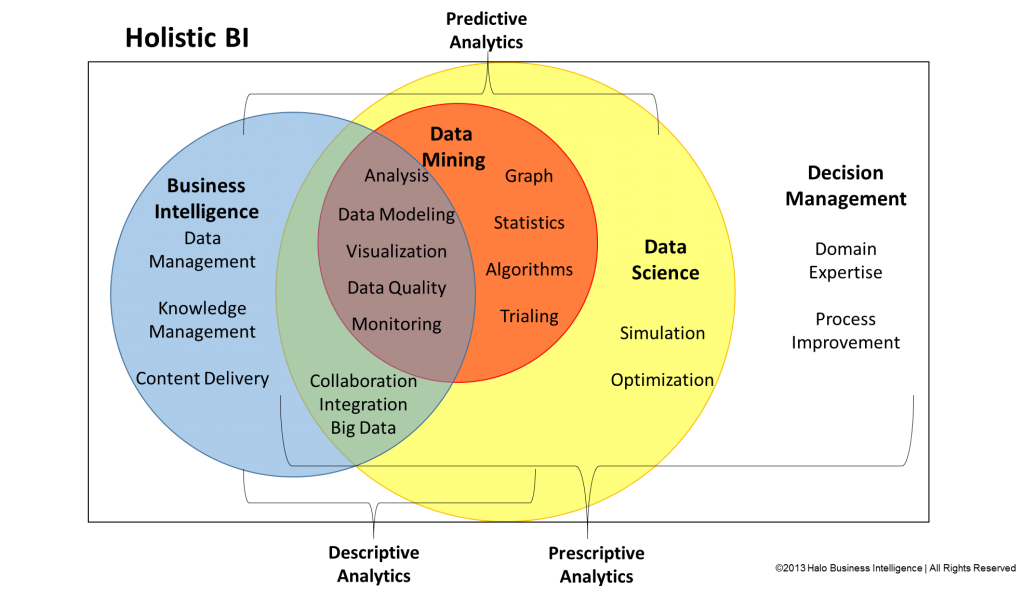 Holistic BI
Predictive
Analytics
Data
Mining
Analysis
Data Modeling
Visualization
Data Quality
Monitoring
Graph
Statistics
Algorithms
Trialing
Business
Intelligence
Data
Management
Knowledge
Management
Content Delivery
Collaboration
Integration
Big Data
Data
Science
Simulation
Optimization
Decision
Management
Domain
Expertise
Process
Improvement
Descriptive
Analytics
Prescriptive
Analytics
©2013 Halo Business Intelligence | All Rights Reserved